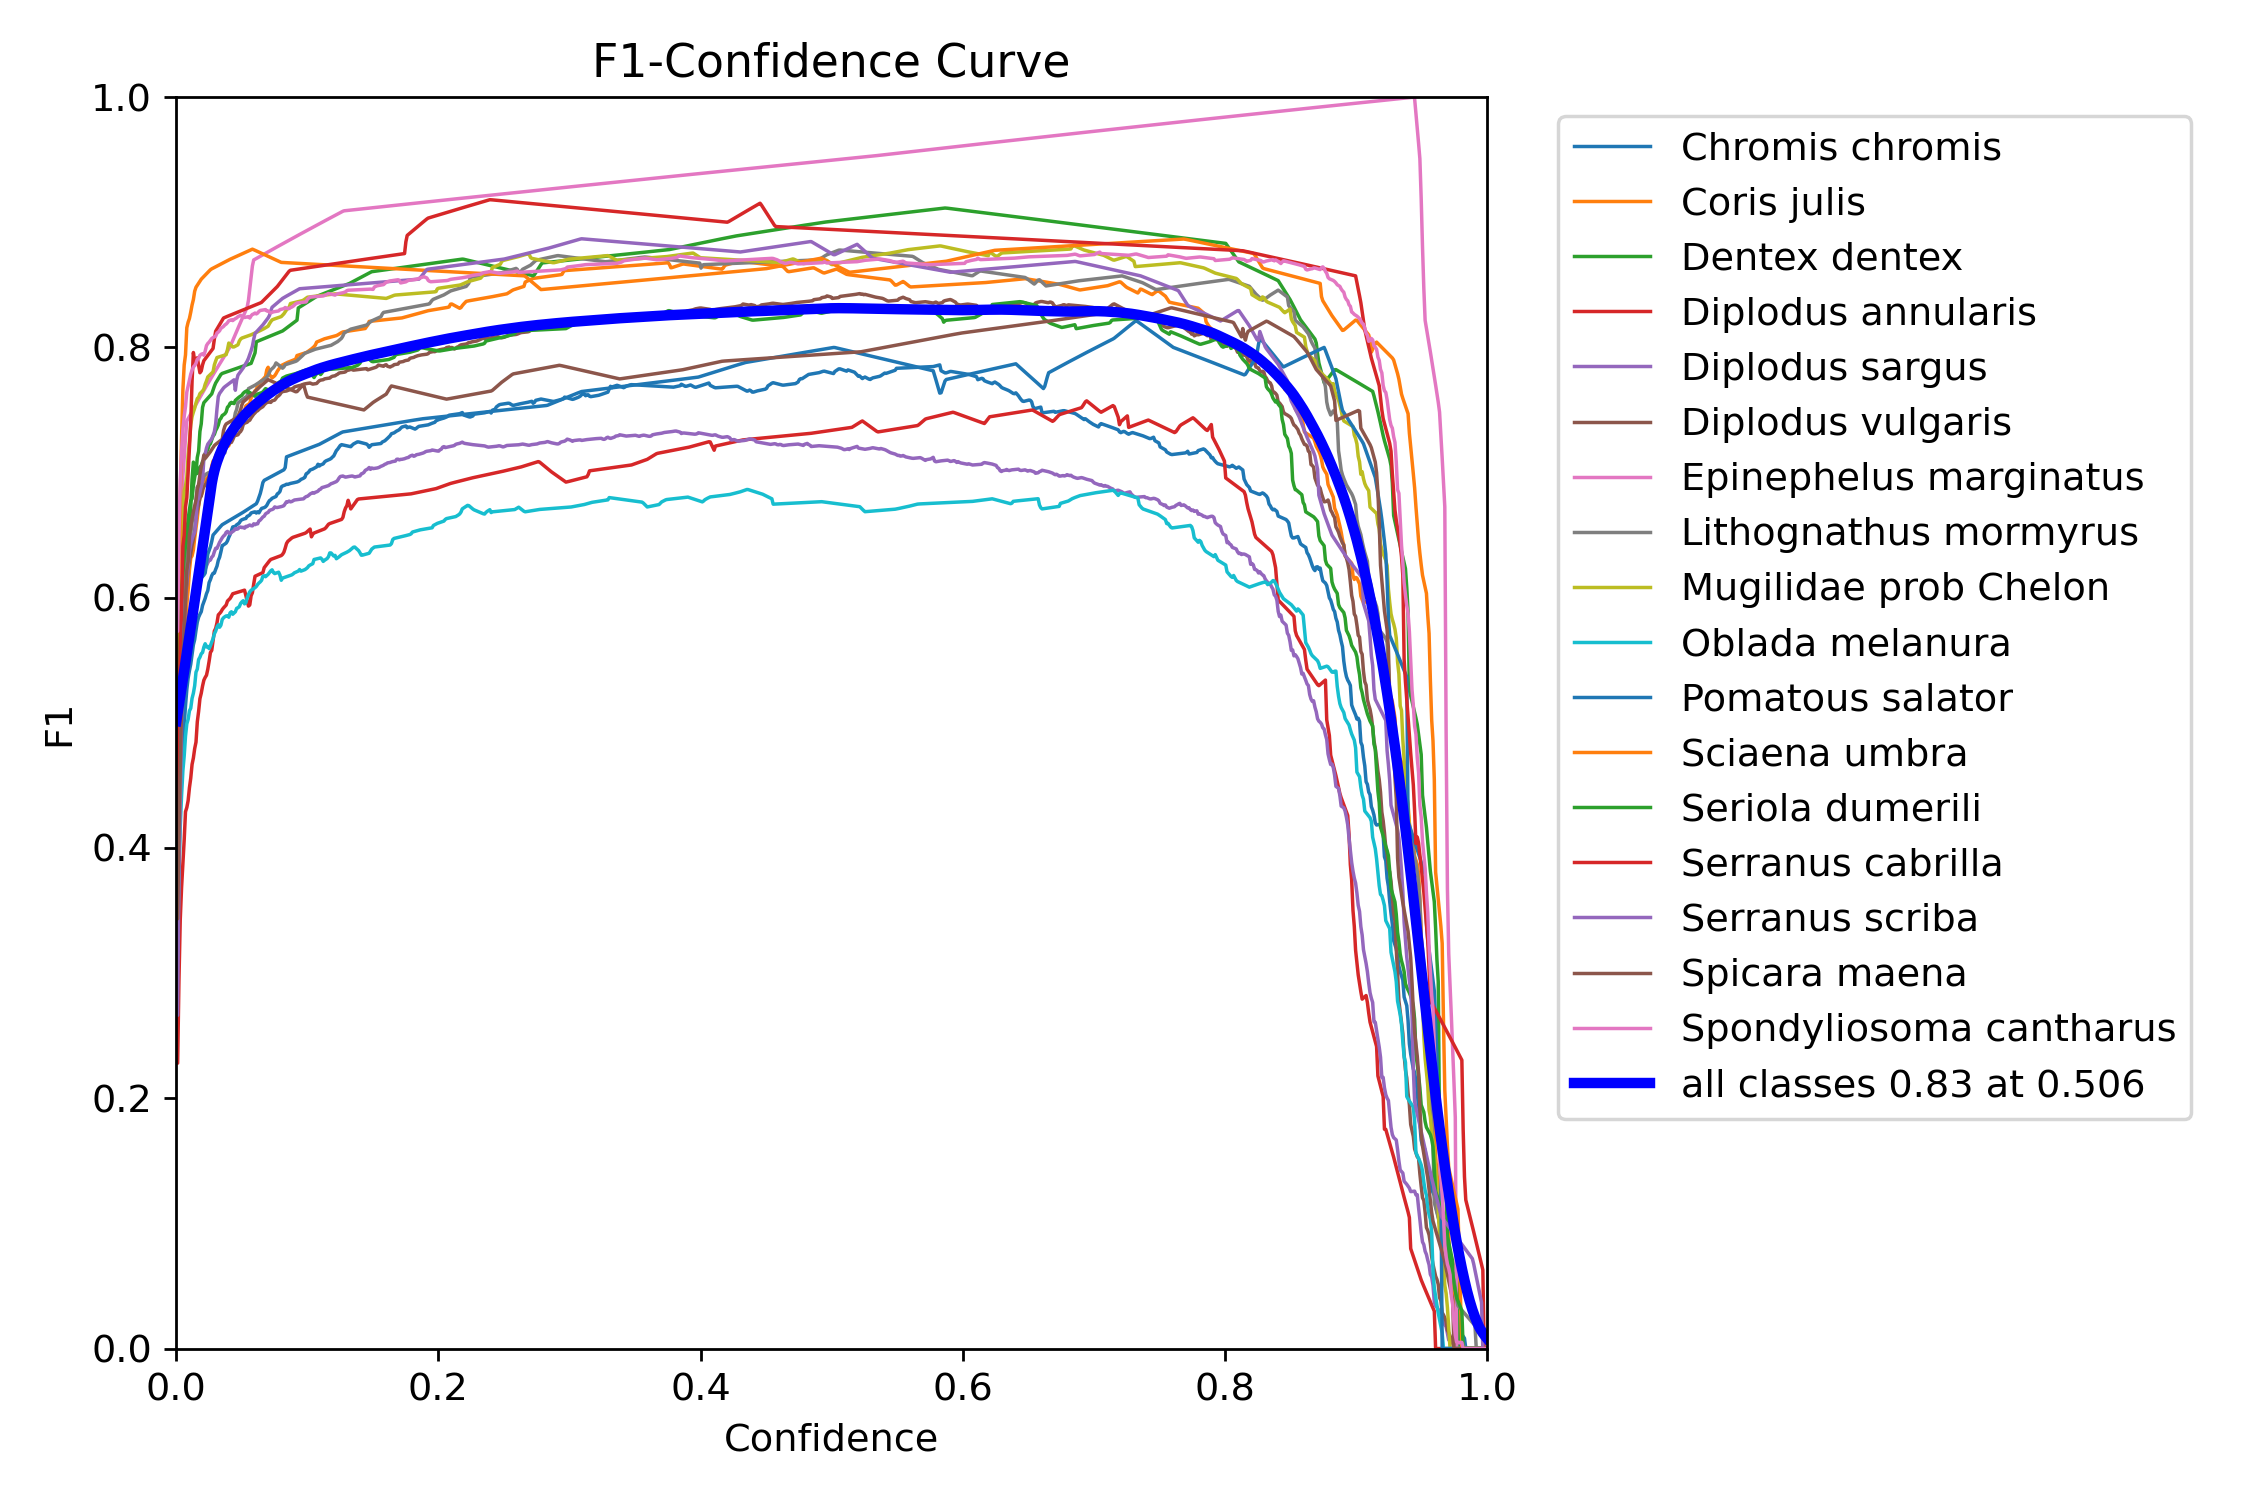 F1-Confidence Curve
1.0
0.8
0.6
0.4
0.2
0.0
F1
0.0 0.2 0.4 0.6 0.8 1.0
Confidence
Chromis chromis
Coris julis
Dentex dentex
Diplodus annularis
Diplodus sargus
Diplodus vulgaris
Epinephelus marginatus
Lithognathus mormyrus
Mugilidae prob Chelon
Oblada melanura
Pomatous salator
Sciaena umbra
Seriola dumerili
Serranus cabrilla
Serranus scriba
Spicara maena
Spondyliosoma cantharus
all classes 0.83 at 0.506